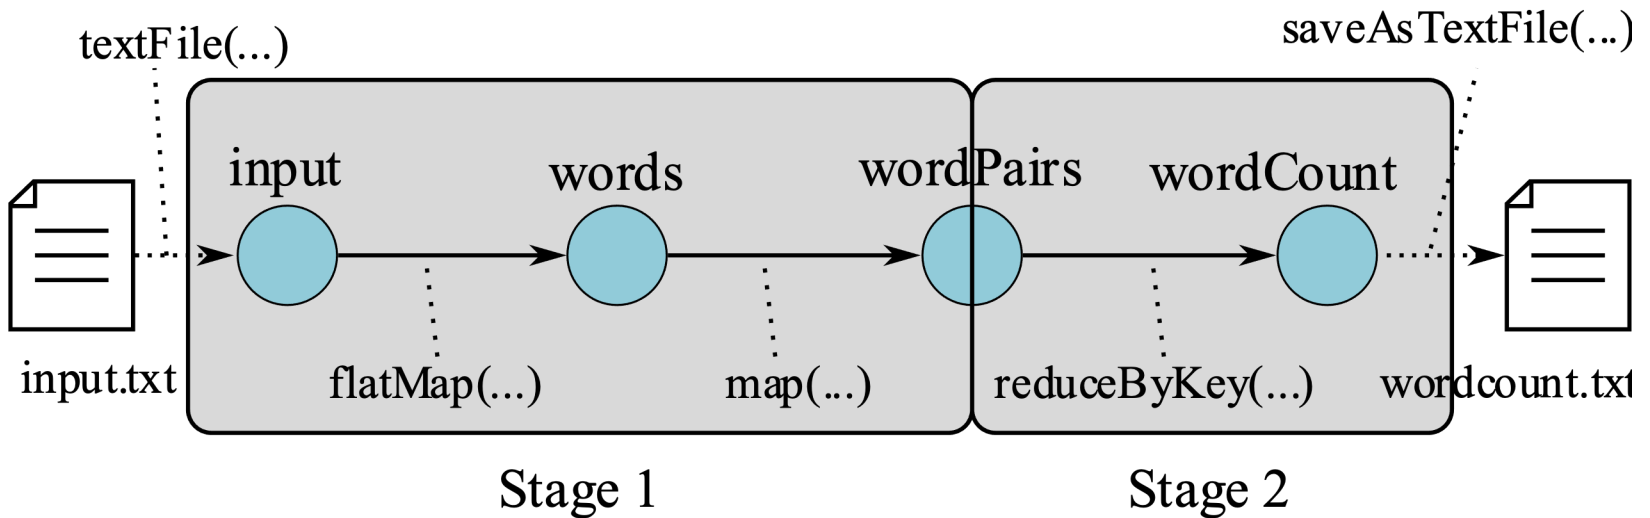 textFile(...)
saveAsTextFile(...)
input
words
wordPairs
wordCount
input.txt
flatMap(...)
map(...)
reduceByKey(...)
wordcount.txt
Stage 1
Stage 2